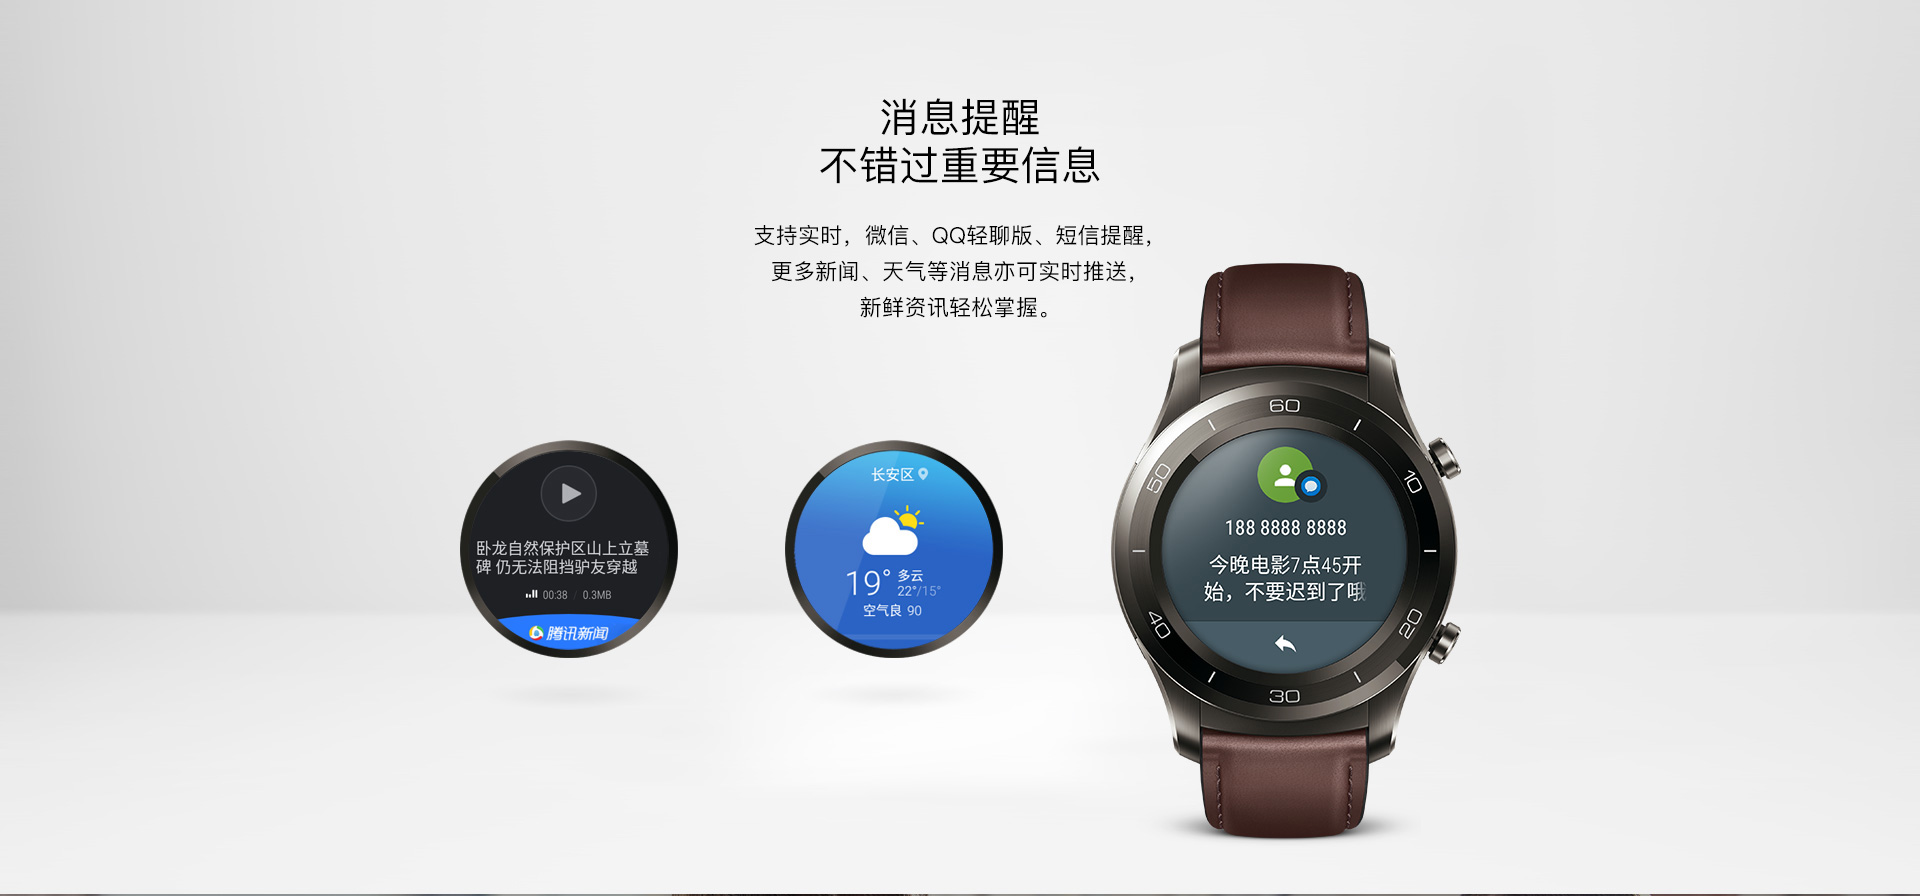 消息提醒
不错过重要信息
支持实时，微信、QQ轻聊版、短信提醒，
更多新闻、天气等消息亦可实时推送，
新鲜资讯轻松掌握。
卧龙自然保护区山上立墓
碑 仍无法阻挡驴友穿越
00:38 / 0.3MB
腾讯新闻
长安区
19° 多云
22°/15°
空气良 90
60
10
20
30
40
50
188 8888 8888
今晚电影7点45开
始，不要迟到了哦